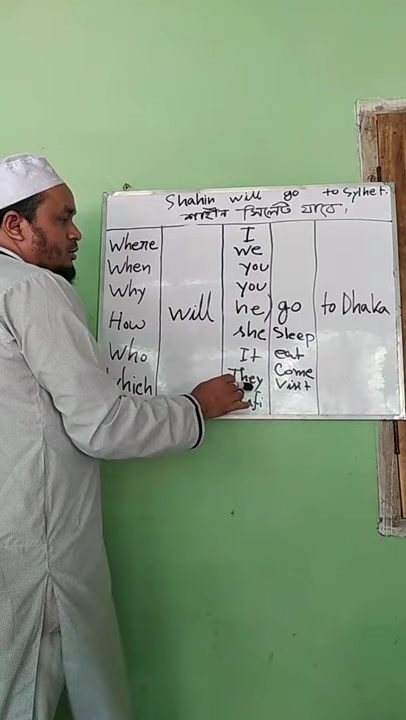 Shahin will go to Sylhet.
শাহীন সিলেট যাবে।
Where
When
Why
How
Who
which
will
I
we
you
you
he)
she
It
They
go
Sleep
eat
Come
Visit
to Dhaka